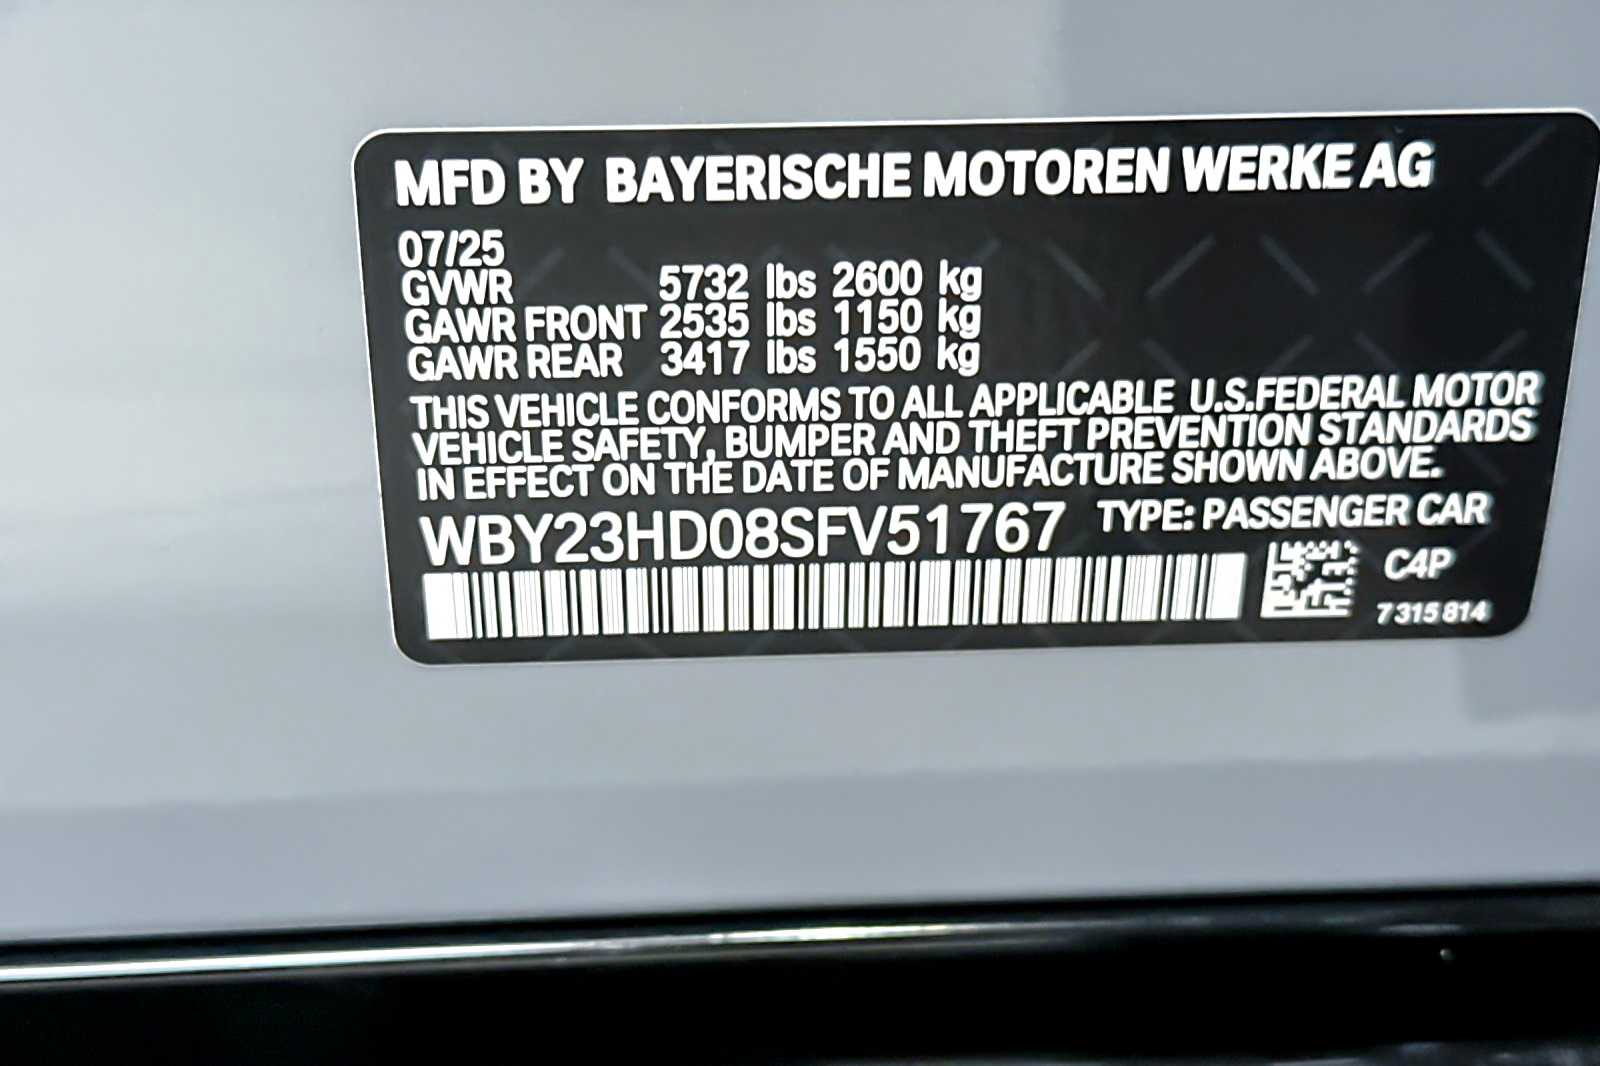 MFD BY BAYERISCHE MOTOREN WERKE AG
07/25
GVWR 5732 lbs 2600 kg
GAWR FRONT 2535 lbs 1150 kg
GAWR REAR 3417 lbs 1550 kg
THIS VEHICLE CONFORMS TO ALL APPLICABLE U.S.FEDERAL MOTOR
VEHICLE SAFETY, BUMPER AND THEFT PREVENTION STANDARDS
IN EFFECT ON THE DATE OF MANUFACTURE SHOWN ABOVE.
WBY23HD08SFV51767 TYPE: PASSENGER CAR
C4P
7 315 814